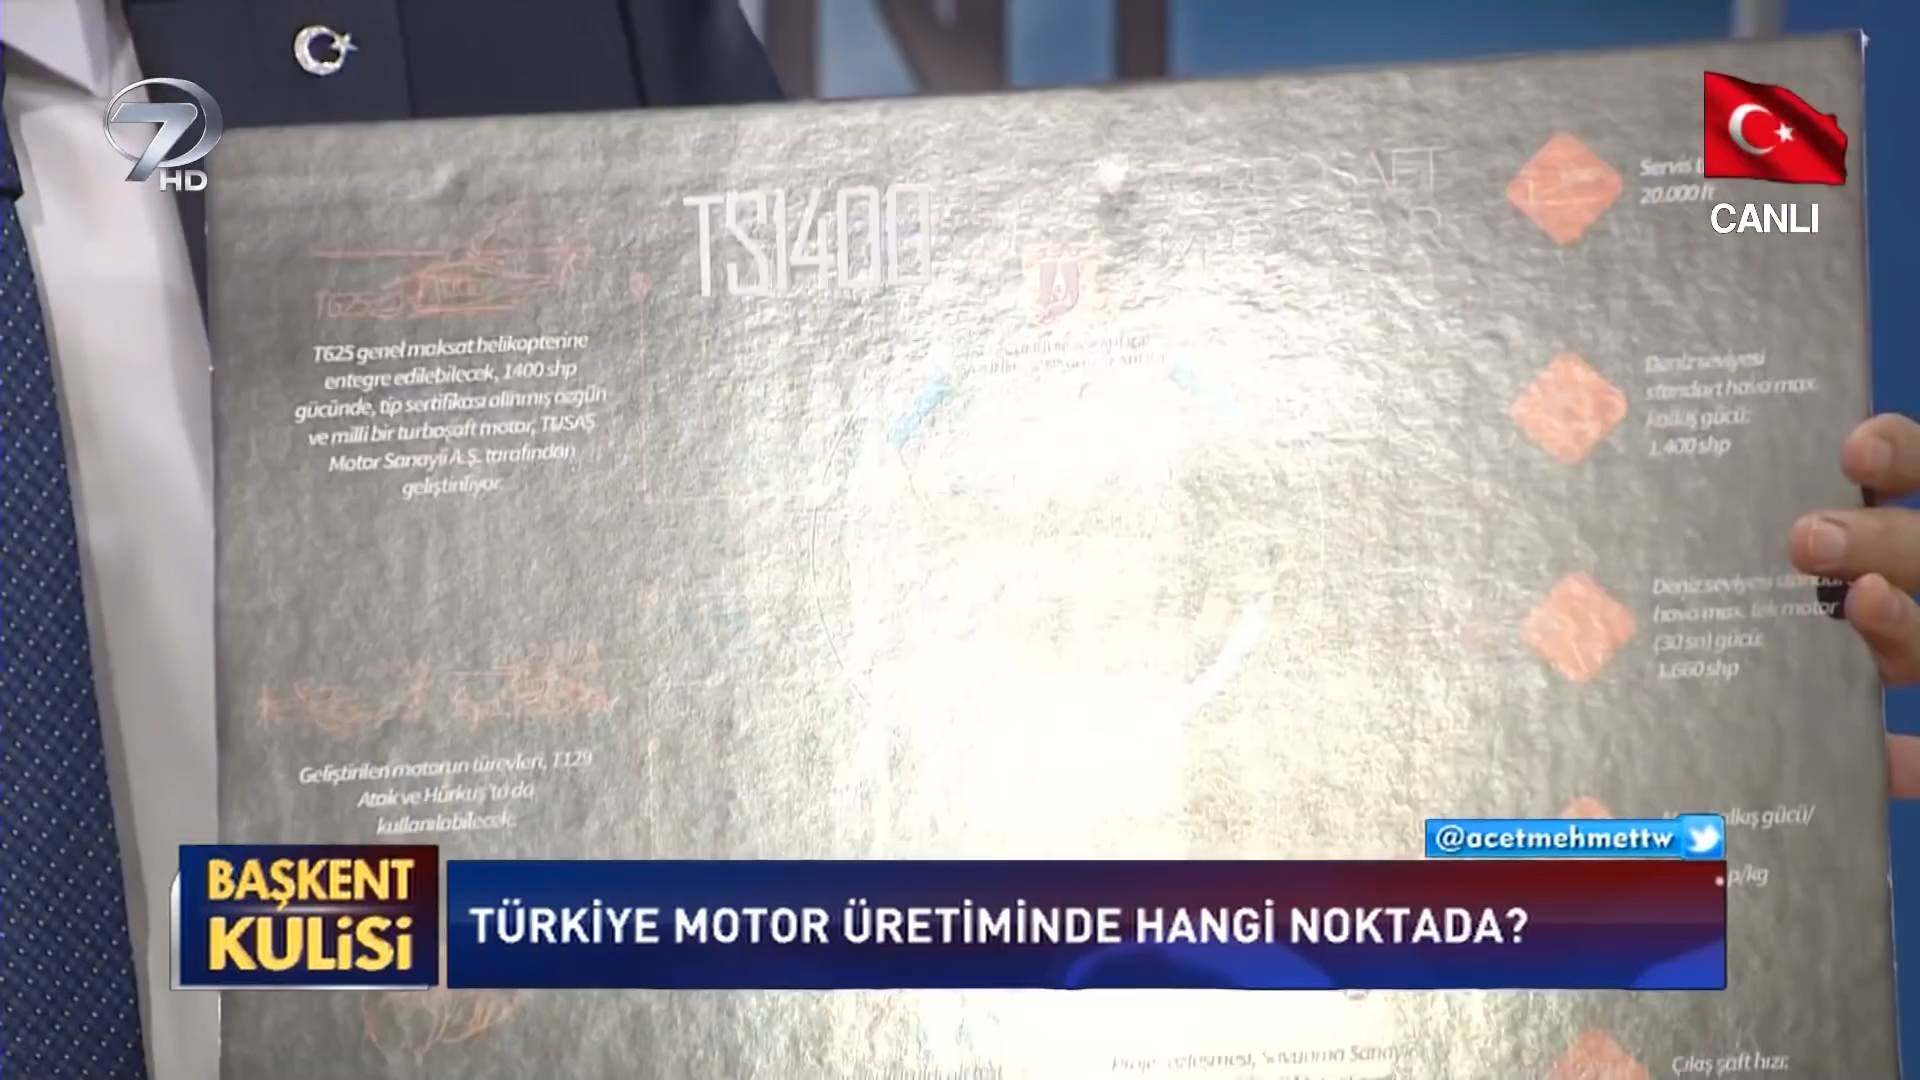 7 HD
TS1400
T625
T625 genel maksat helikopterine
entegre edilebilecek, 1400 shp
gücünde, tip sertifikası alınmış özgün
ve milli bir turboşaft motor, TUSAŞ
Motor Sanayii A.Ş. tarafından
geliştiriliyor.
Geliştirilen motorun türevleri, T129
Atak ve Hürkuş'ta da
kullanılabilecek.
Servis
20.000 ft
CANLI
Deniz seviyesi
standart hava max.
kalkış gücü:
1.400 shp
Deniz seviyesi
hava max. tek motor
(30 sn) gücü:
1.660 shp
gücü/
p/kg
Çıkış şaft hızı:
Savunma Sanayii
@acetmehmettw
BAŞKENT
KULİSİ
TÜRKİYE MOTOR ÜRETİMİNDE HANGİ NOKTADA?